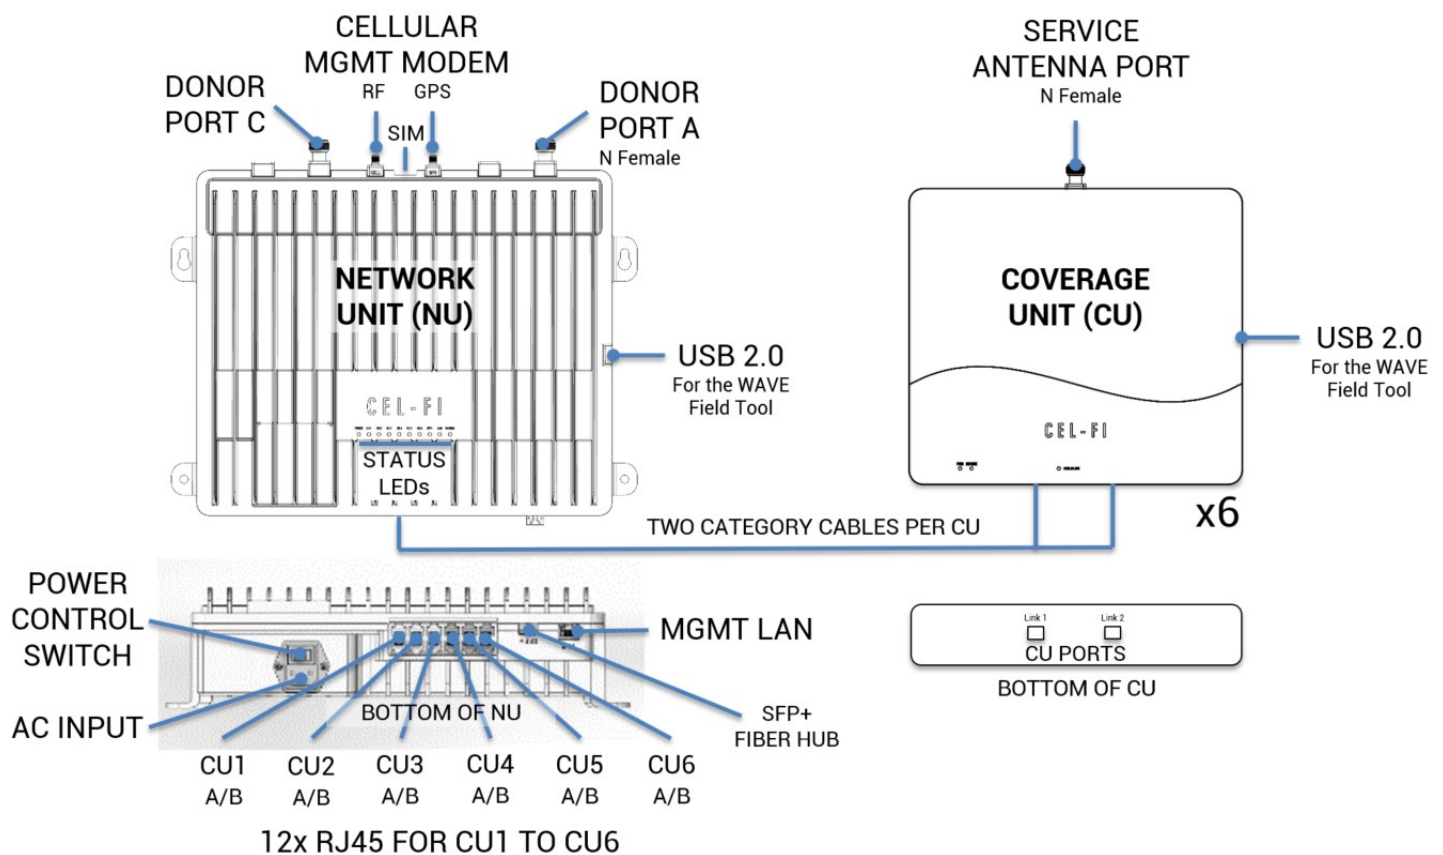 CELLULAR
MGMT MODEM
RF GPS
SIM
DONOR
PORT C
DONOR
PORT A
N Female
SERVICE
ANTENNA PORT
N Female
NETWORK
UNIT (NU)
COVERAGE
UNIT (CU)
USB 2.0
For the WAVE
Field Tool
USB 2.0
For the WAVE
Field Tool
CEL-FI
STATUS
LEDs
CEL-FI
x6
TWO CATEGORY CABLES PER CU
POWER
CONTROL
SWITCH
AC INPUT
MGMT LAN
SFP+
FIBER HUB
BOTTOM OF NU
Link 1 Link 2
CU PORTS
BOTTOM OF CU
CU1 CU2 CU3 CU4 CU5 CU6
A/B A/B A/B A/B A/B A/B
12x RJ45 FOR CU1 TO CU6